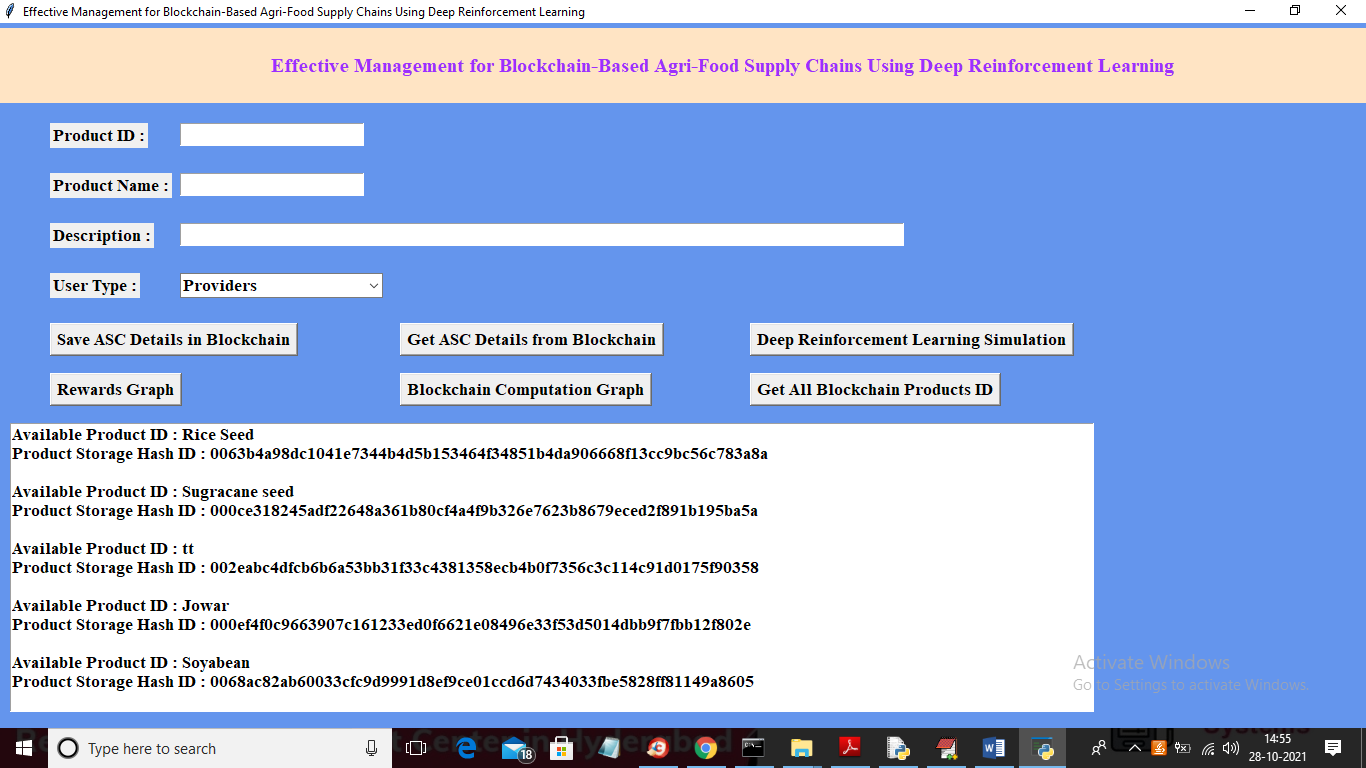 Effective Management for Blockchain-Based Agri-Food Supply Chains Using Deep Reinforcement Learning
Effective Management for Blockchain-Based Agri-Food Supply Chains Using Deep Reinforcement Learning
Product ID :
Product Name :
Description :
User Type : Providers
Save ASC Details in Blockchain Get ASC Details from Blockchain Deep Reinforcement Learning Simulation
Rewards Graph Blockchain Computation Graph Get All Blockchain Products ID
Available Product ID : Rice Seed
Product Storage Hash ID : 0063b4a98dc1041e7344b4d5b153464f34851b4da906668f13cc9bc56c783a8a
Available Product ID : Sugracane seed
Product Storage Hash ID : 000ce318245adf22648a361b80cf4a4f9b326e7623b8679eced2f891b195ba5a
Available Product ID : tt
Product Storage Hash ID : 002eabc4dfcb6b6a53bb31f33c4381358ecb4b0f7356c3c114c91d0175f90358
Available Product ID : Jowar
Product Storage Hash ID : 000ef4f0c9663907c161233ed0f6621e08496e33f53d5014dbb9f7fbb12f802e
Available Product ID : Soyabean
Product Storage Hash ID : 0068ac82ab60033cfc9d9991d8ef9ce01ccd6d7434033fbe5828ff81149a8605
Activate Windows
Go to Settings to activate Windows.
Type here to search
18
14:55
28-10-2021